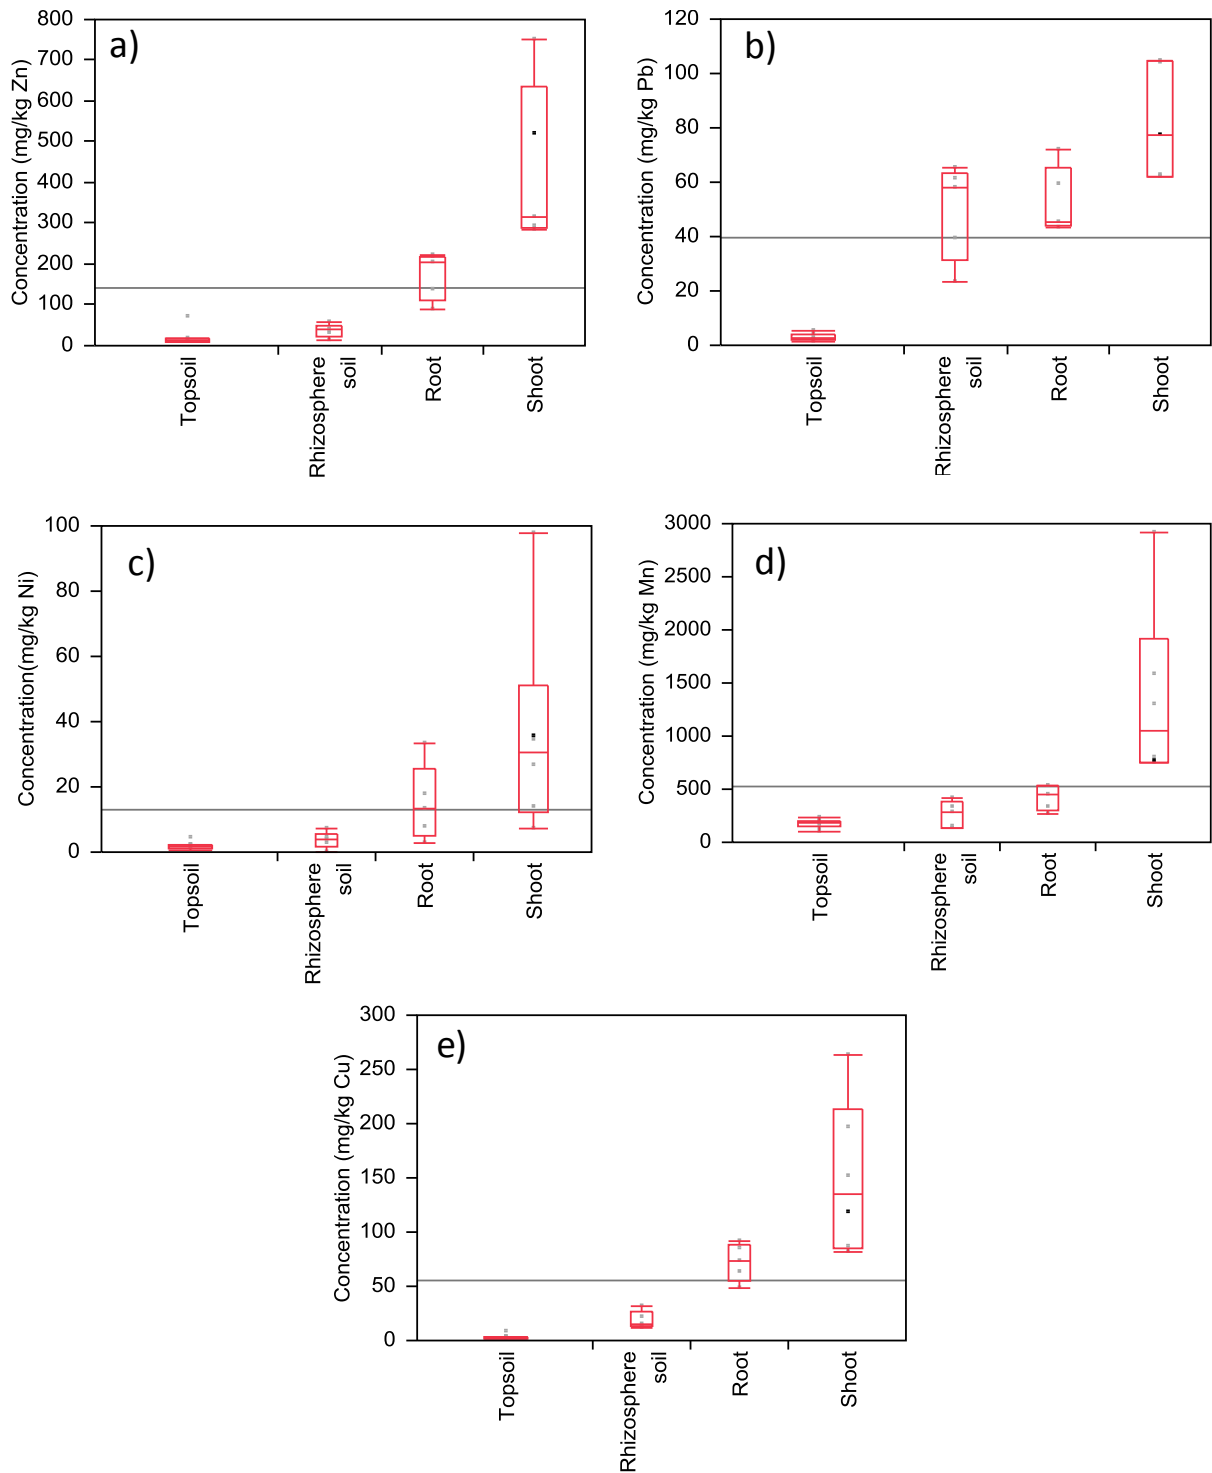 a)
Concentration (mg/kg Zn)
800
700
600
500
400
300
200
100
0
Topsoil
Rhizosphere
soil
Root
Shoot
b)
Concentration (mg/kg Pb)
120
100
80
60
40
20
0
Topsoil
Rhizosphere
soil
Root
Shoot
c)
Concentration(mg/kg Ni)
100
80
60
40
20
0
Topsoil
Rhizosphere
soil
Root
Shoot
d)
Concentration (mg/kg Mn)
3000
2500
2000
1500
1000
500
0
Topsoil
Rhizosphere
soil
Root
Shoot
e)
Concentration (mg/kg Cu)
300
250
200
150
100
50
0
Topsoil
Rhizosphere
soil
Root
Shoot